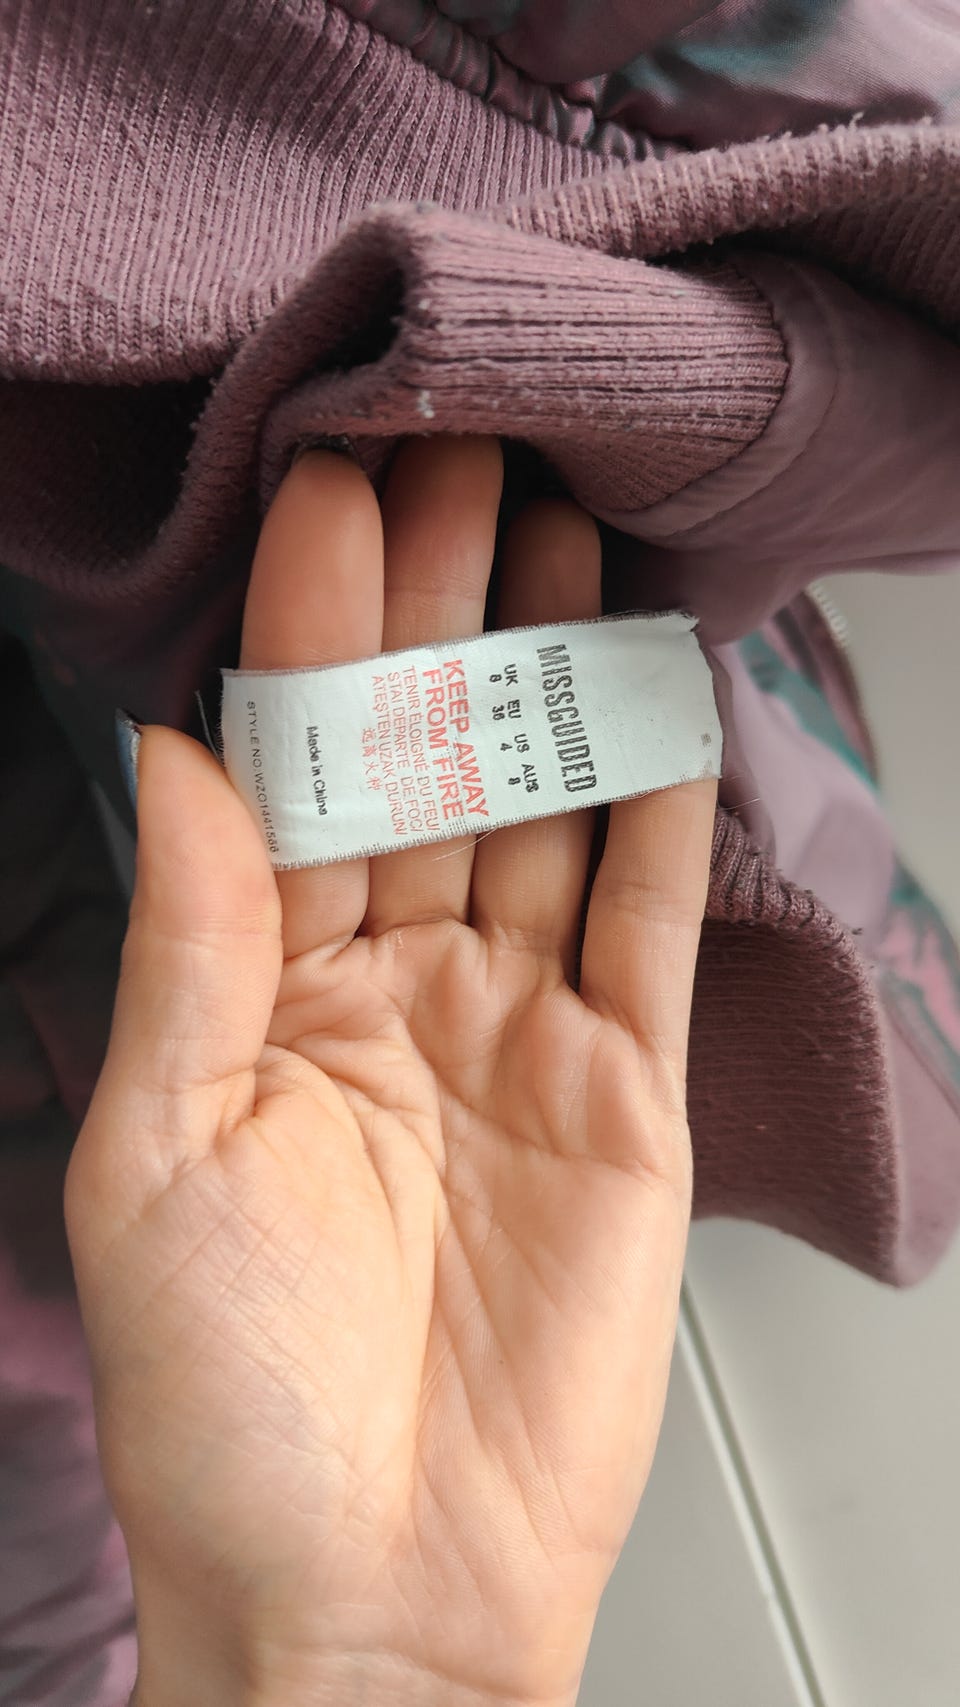 MISSGUIDED
UK EU US AUS
8 36 4 8
KEEP AWAY
FROM FIRE
TENIR ÉLOIGNÉ DU FEU/
STAI DEPARTE DE FOC/
ATEŞTEN UZAK DURUN/
远离火种
Made in China
STYLE NO:WZ01441568